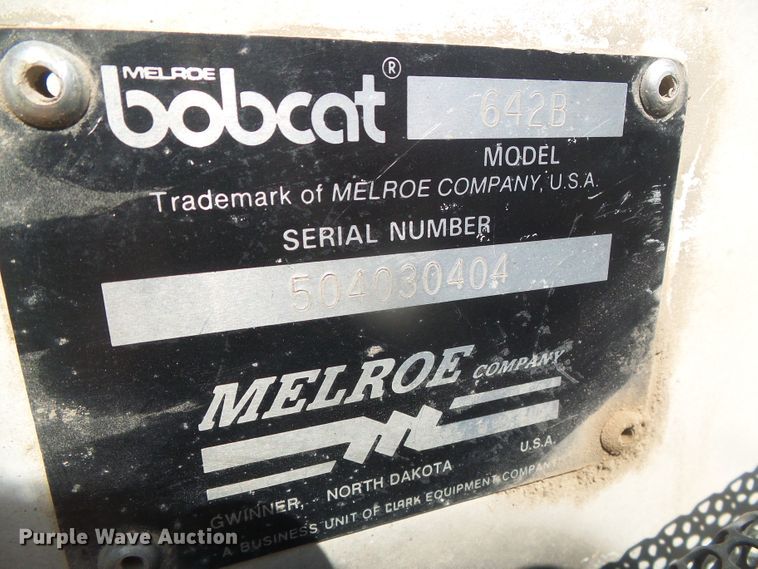 MELROE
bobcat® 642B
MODEL
Trademark of MELROE COMPANY, U.S.A.
SERIAL NUMBER
504030404
MELROE COMPANY
GWINNER, NORTH DAKOTA U.S.A.
A BUSINESS UNIT OF CLARK EQUIPMENT COMPANY
Purple Wave Auction